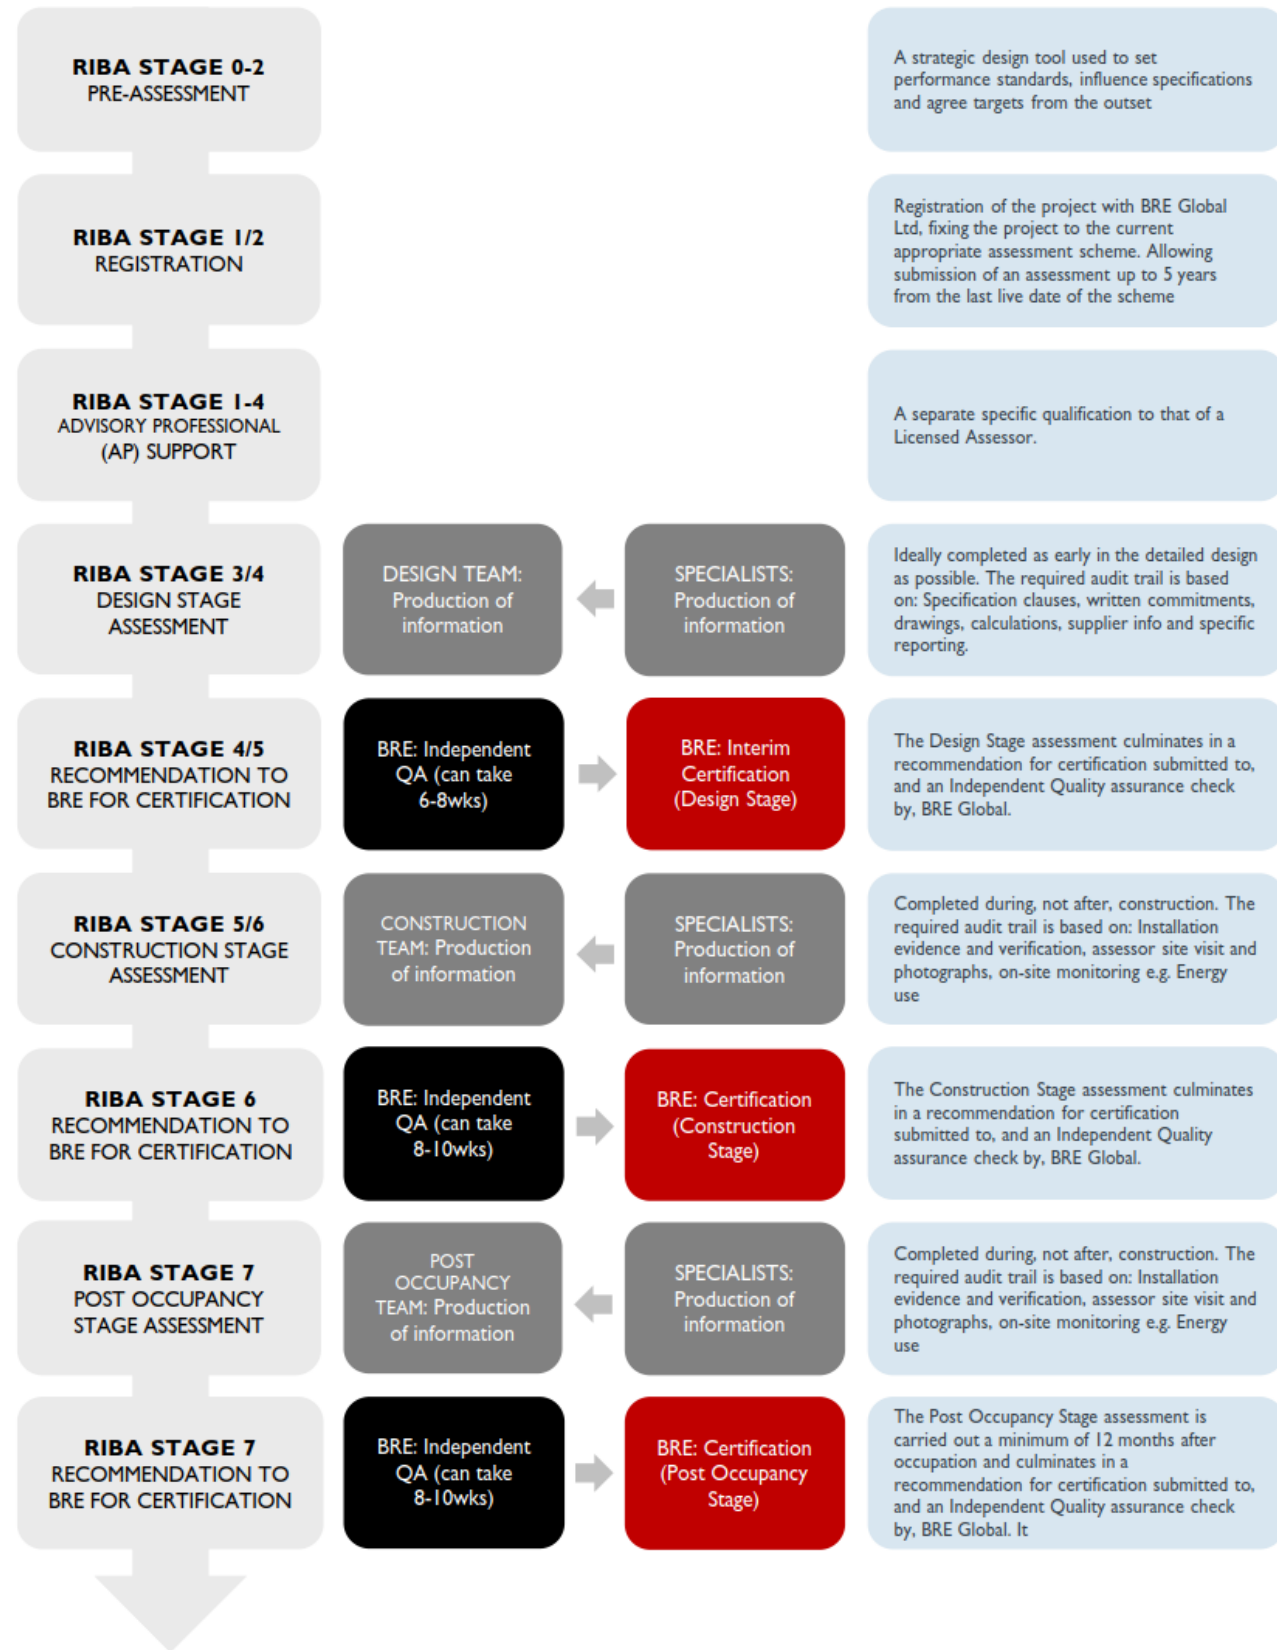 RIBA STAGE 0-2
PRE-ASSESSMENT
A strategic design tool used to set
performance standards, influence specifications
and agree targets from the outset
RIBA STAGE 1/2
REGISTRATION
Registration of the project with BRE Global
Ltd, fixing the project to the current
appropriate assessment scheme. Allowing
submission of an assessment up to 5 years
from the last live date of the scheme
RIBA STAGE 1-4
ADVISORY PROFESSIONAL
(AP) SUPPORT
A separate specific qualification to that of a
Licensed Assessor.
RIBA STAGE 3/4
DESIGN STAGE
ASSESSMENT
DESIGN TEAM:
Production of
information
SPECIALISTS:
Production of
information
Ideally completed as early in the detailed design
as possible. The required audit trail is based
on: Specification clauses, written commitments,
drawings, calculations, supplier info and specific
reporting.
RIBA STAGE 4/5
RECOMMENDATION TO
BRE FOR CERTIFICATION
BRE: Independent
QA (can take
6-8wks)
BRE: Interim
Certification
(Design Stage)
The Design Stage assessment culminates in a
recommendation for certification submitted to,
and an Independent Quality assurance check
by, BRE Global.
RIBA STAGE 5/6
CONSTRUCTION STAGE
ASSESSMENT
CONSTRUCTION
TEAM: Production
of information
SPECIALISTS:
Production of
information
Completed during, not after, construction. The
required audit trail is based on: Installation
evidence and verification, assessor site visit and
photographs, on-site monitoring e.g. Energy
use
RIBA STAGE 6
RECOMMENDATION TO
BRE FOR CERTIFICATION
BRE: Independent
QA (can take
8-10wks)
BRE: Certification
(Construction
Stage)
The Construction Stage assessment culminates
in a recommendation for certification
submitted to, and an Independent Quality
assurance check by, BRE Global.
RIBA STAGE 7
POST OCCUPANCY
STAGE ASSESSMENT
POST
OCCUPANCY
TEAM: Production
of information
SPECIALISTS:
Production of
information
Completed during, not after, construction. The
required audit trail is based on: Installation
evidence and verification, assessor site visit and
photographs, on-site monitoring e.g. Energy
use
RIBA STAGE 7
RECOMMENDATION TO
BRE FOR CERTIFICATION
BRE: Independent
QA (can take
8-10wks)
BRE: Certification
(Post Occupancy
Stage)
The Post Occupancy Stage assessment is
carried out a minimum of 12 months after
occupation and culminates in a
recommendation for certification submitted to,
and an Independent Quality assurance check
by, BRE Global. It